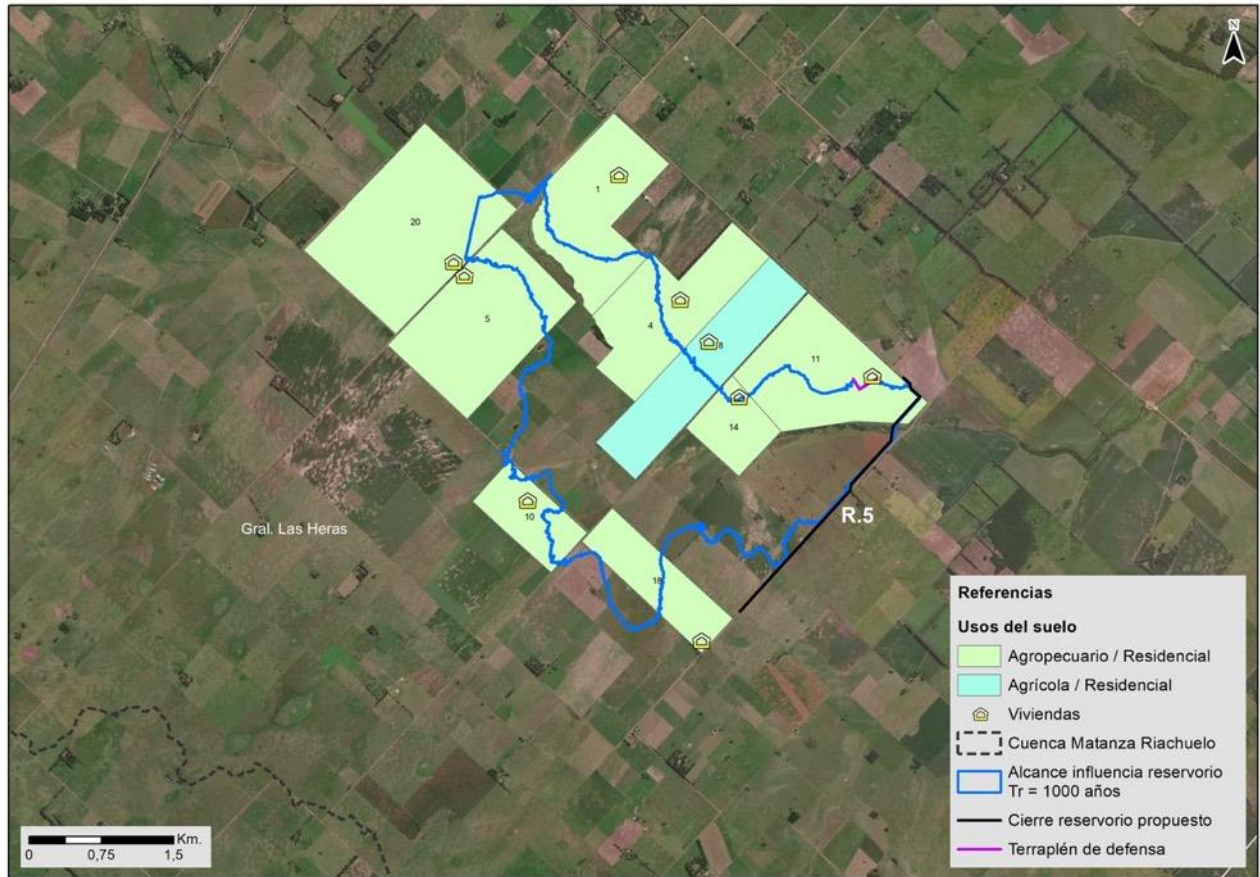 N
1
20
4
5
8
11
14
10
18
R.5
Gral. Las Heras
Referencias
Usos del suelo
Agropecuario / Residencial
Agrícola / Residencial
Viviendas
Cuenca Matanza Riachuelo
Alcance influencia reservorio
Tr = 1000 años
Cierre reservorio propuesto
Terraplén de defensa
Km.
0 0,75 1,5